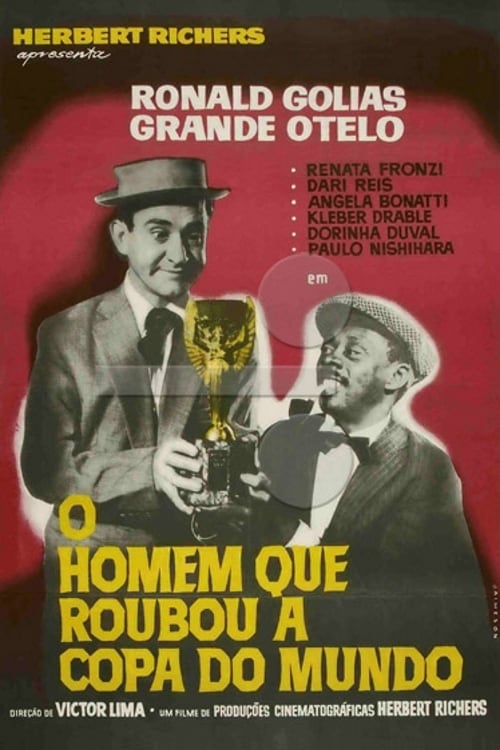 HERBERT RICHERS
apresenta
RONALD GOLIAS
GRANDE OTELO
• RENATA FRONZI
• DARI REIS
• ANGELA BONATTI
• KLEBER DRABLE
• DORINHA DUVAL
• PAULO NISHIHARA
em
O
HOMEM QUE
ROUBOU A
COPA DO MUNDO
DIREÇÃO DE VICTOR LIMA • UM FILME DE PRODUÇÕES CINEMATOGRÁFICAS HERBERT RICHERS